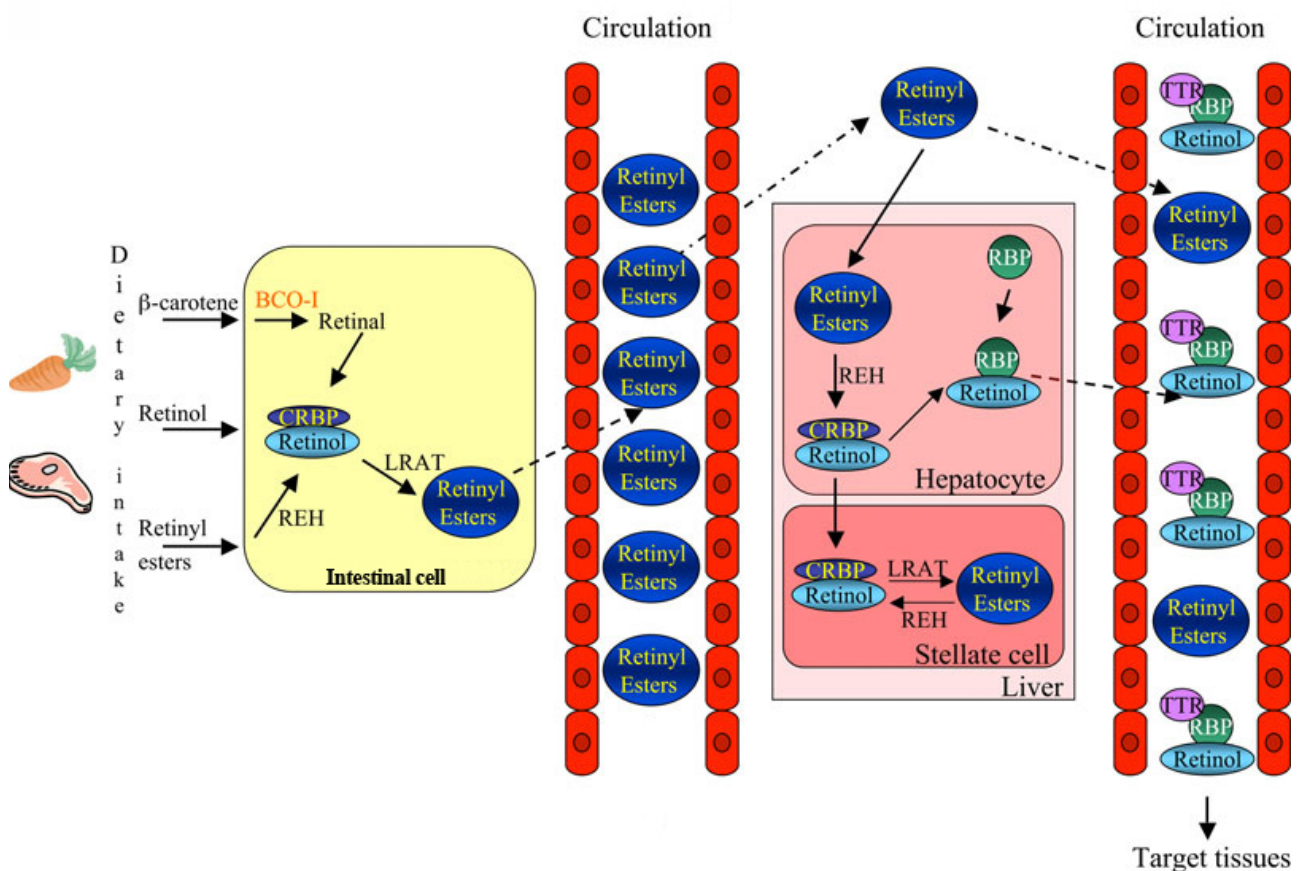 Circulation
Circulation
Dietary intake
β-carotene
BCO-I
Retinal
Retinol
CRBP
Retinol
LRAT
Retinyl
Esters
Retinyl
esters
REH
Intestinal cell
Retinyl
Esters
Retinyl
Esters
Retinyl
Esters
Retinyl
Esters
Retinyl
Esters
Retinyl
Esters
Retinyl
Esters
Retinyl
Esters
REH
CRBP
Retinol
RBP
RBP
Retinol
Hepatocyte
CRBP
Retinol
LRAT
REH
Retinyl
Esters
Stellate cell
Liver
TTR
RBP
Retinol
Retinyl
Esters
TTR
RBP
Retinol
TTR
RBP
Retinol
Retinyl
Esters
TTR
RBP
Retinol
Target tissues